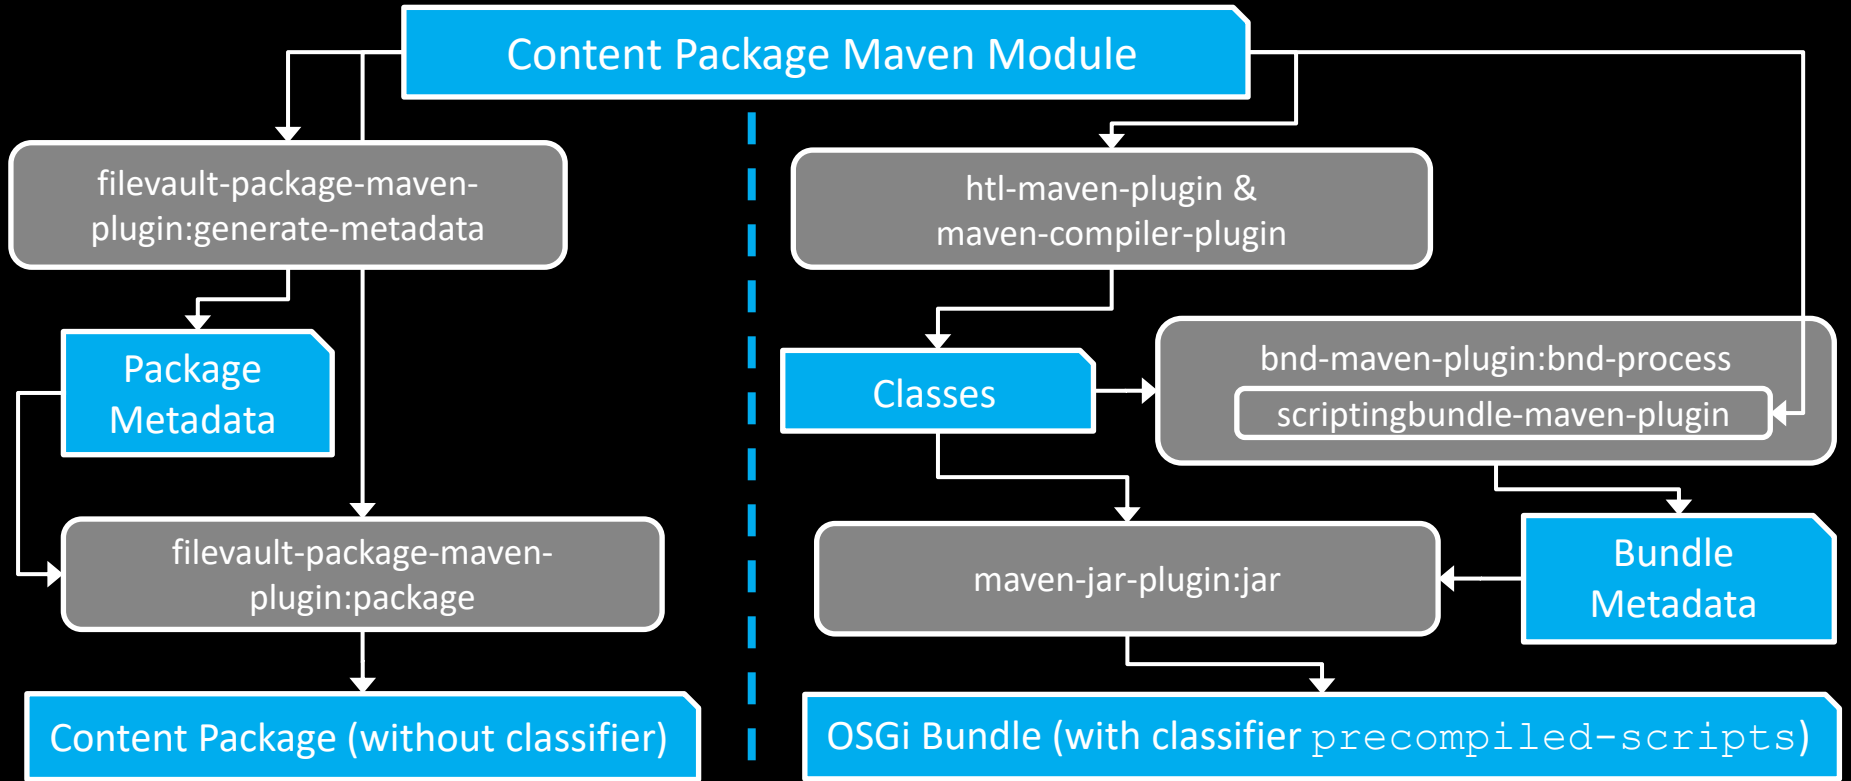 Content Package Maven Module
filevault-package-maven-
plugin:generate-metadata
htl-maven-plugin &
maven-compiler-plugin
Package
Metadata
Classes
bnd-maven-plugin:bnd-process
scriptingbundle-maven-plugin
filevault-package-maven-
plugin:package
maven-jar-plugin:jar
Bundle
Metadata
Content Package (without classifier)
OSGi Bundle (with classifier precompiled-scripts)